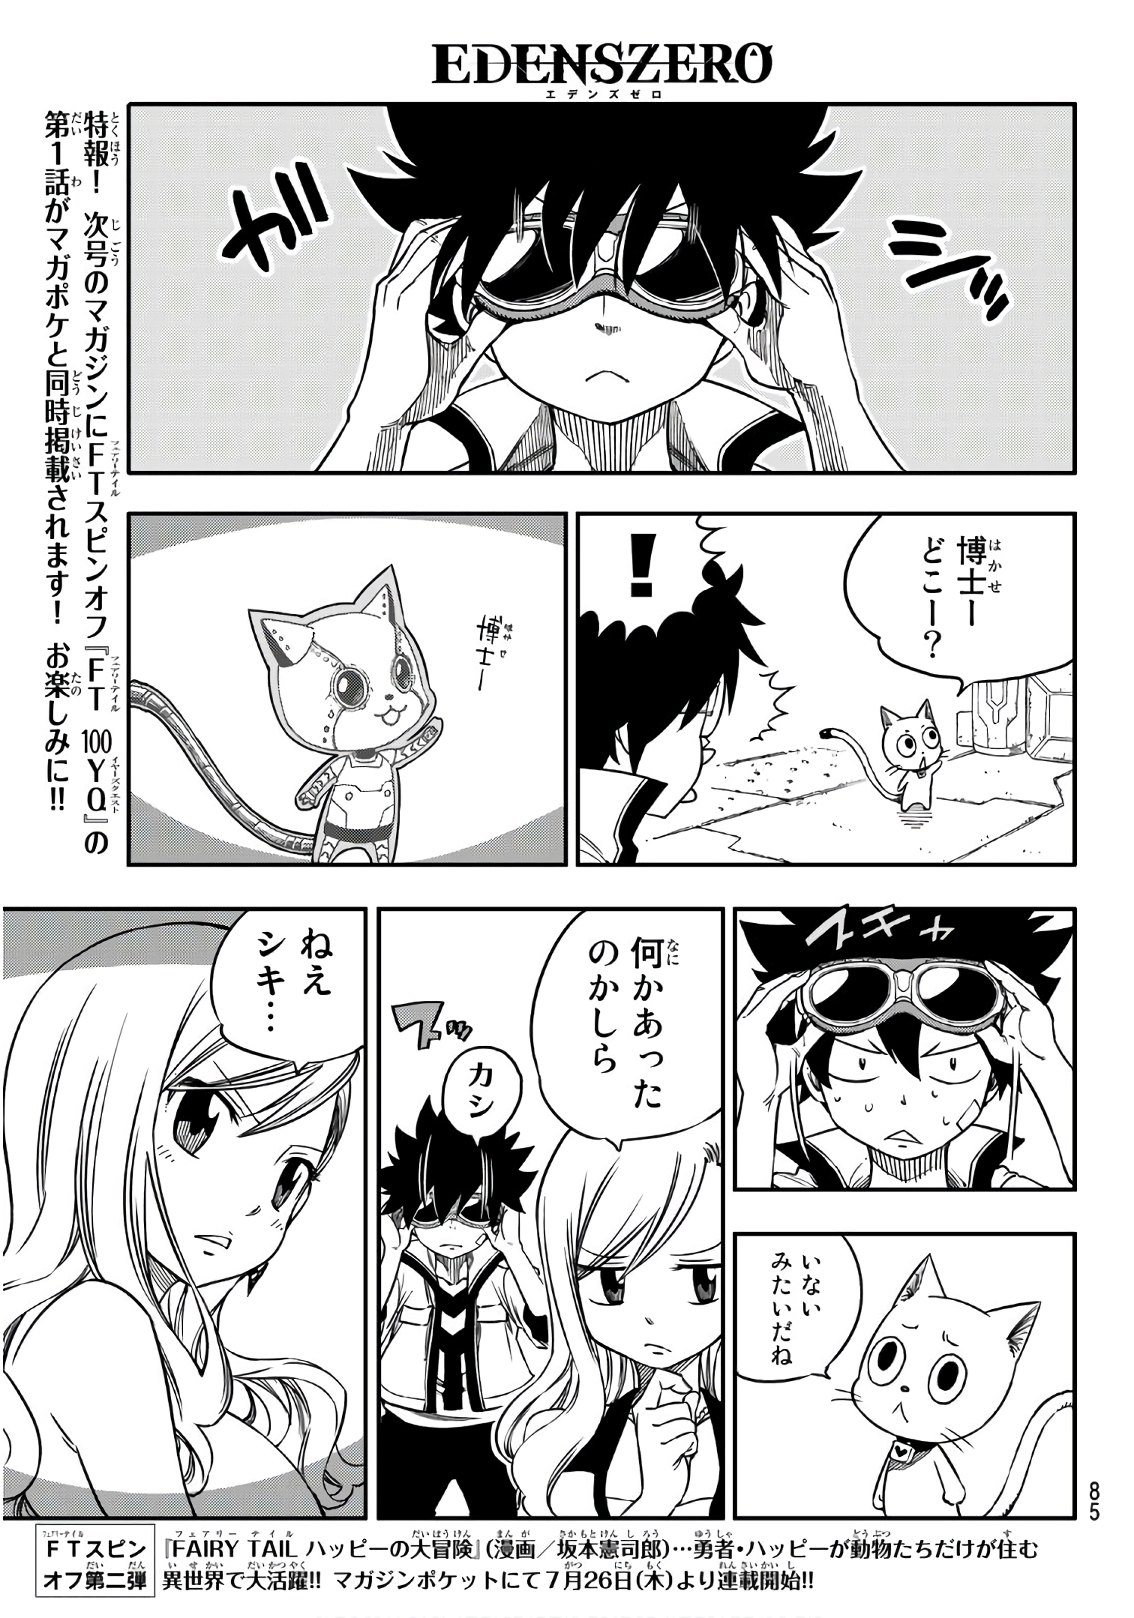 EDENSZERO
エデンズゼロ
特報！次号のマガジンにＦＴスピンオフ『ＦＴ 100ＹＱ』の
第１話がマガポケと同時掲載されます！お楽しみに!!
ガパ
シッ
博士ー
どこー？
！
博士ー
スチャ
いない
みたいだね
何かあった
のかしら
カシ
ブッ
ねえ
シキ…
85
ＦＴスピン
オフ第二弾
『FAIRY TAIL ハッピーの大冒険』(漫画／坂本憲司郎)…勇者・ハッピーが動物たちだけが住む
異世界で大活躍!! マガジンポケットにて７月26日(木)より連載開始!!